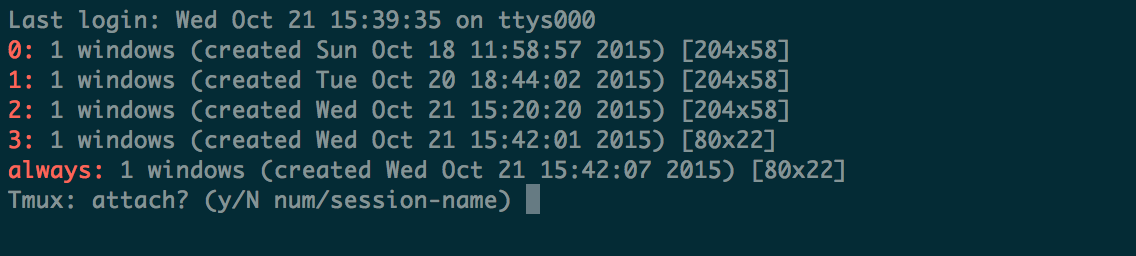 Last login: Wed Oct 21 15:39:35 on ttys000
0: 1 windows (created Sun Oct 18 11:58:57 2015) [204x58]
1: 1 windows (created Tue Oct 20 18:44:02 2015) [204x58]
2: 1 windows (created Wed Oct 21 15:20:20 2015) [204x58]
3: 1 windows (created Wed Oct 21 15:42:01 2015) [80x22]
always: 1 windows (created Wed Oct 21 15:42:07 2015) [80x22]
Tmux: attach? (y/N num/session-name)